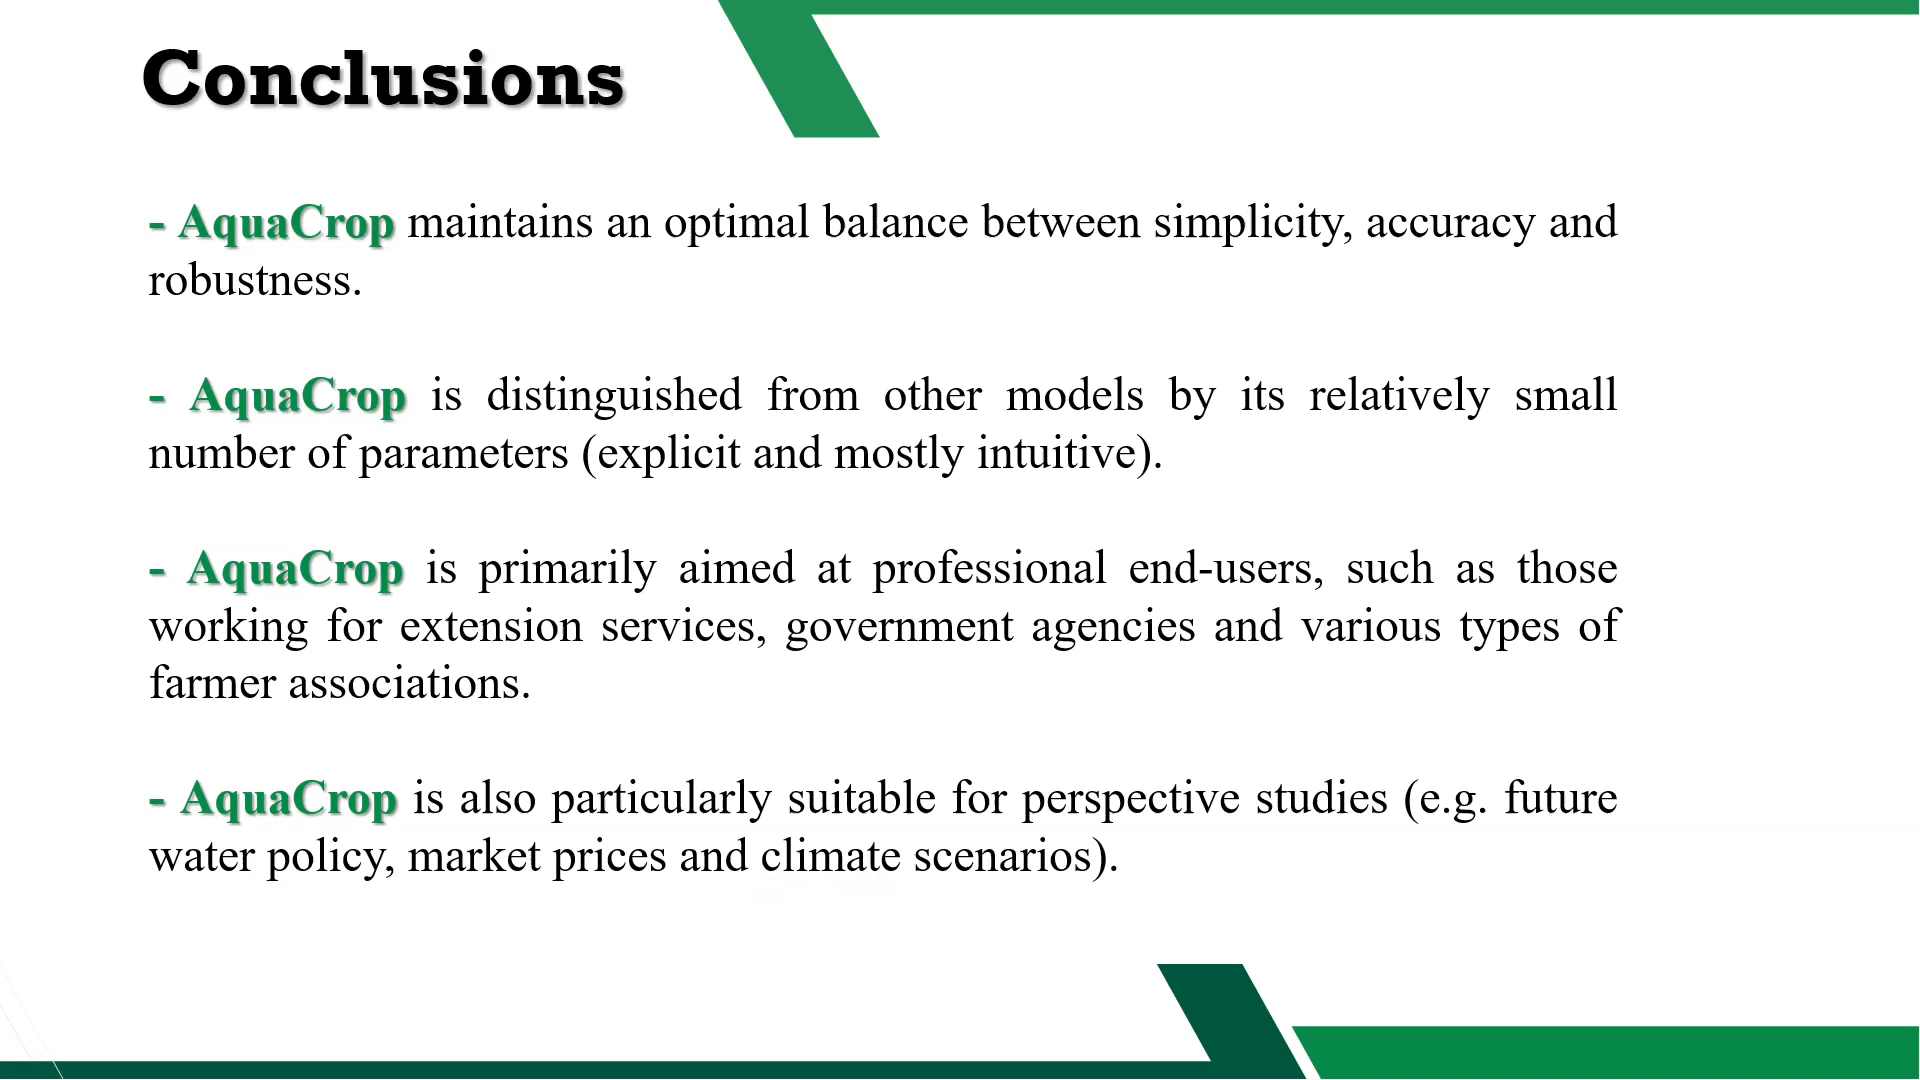 Conclusions
- AquaCrop maintains an optimal balance between simplicity, accuracy and
robustness.
- AquaCrop is distinguished from other models by its relatively small
number of parameters (explicit and mostly intuitive).
- AquaCrop is primarily aimed at professional end-users, such as those
working for extension services, government agencies and various types of
farmer associations.
- AquaCrop is also particularly suitable for perspective studies (e.g. future
water policy, market prices and climate scenarios).